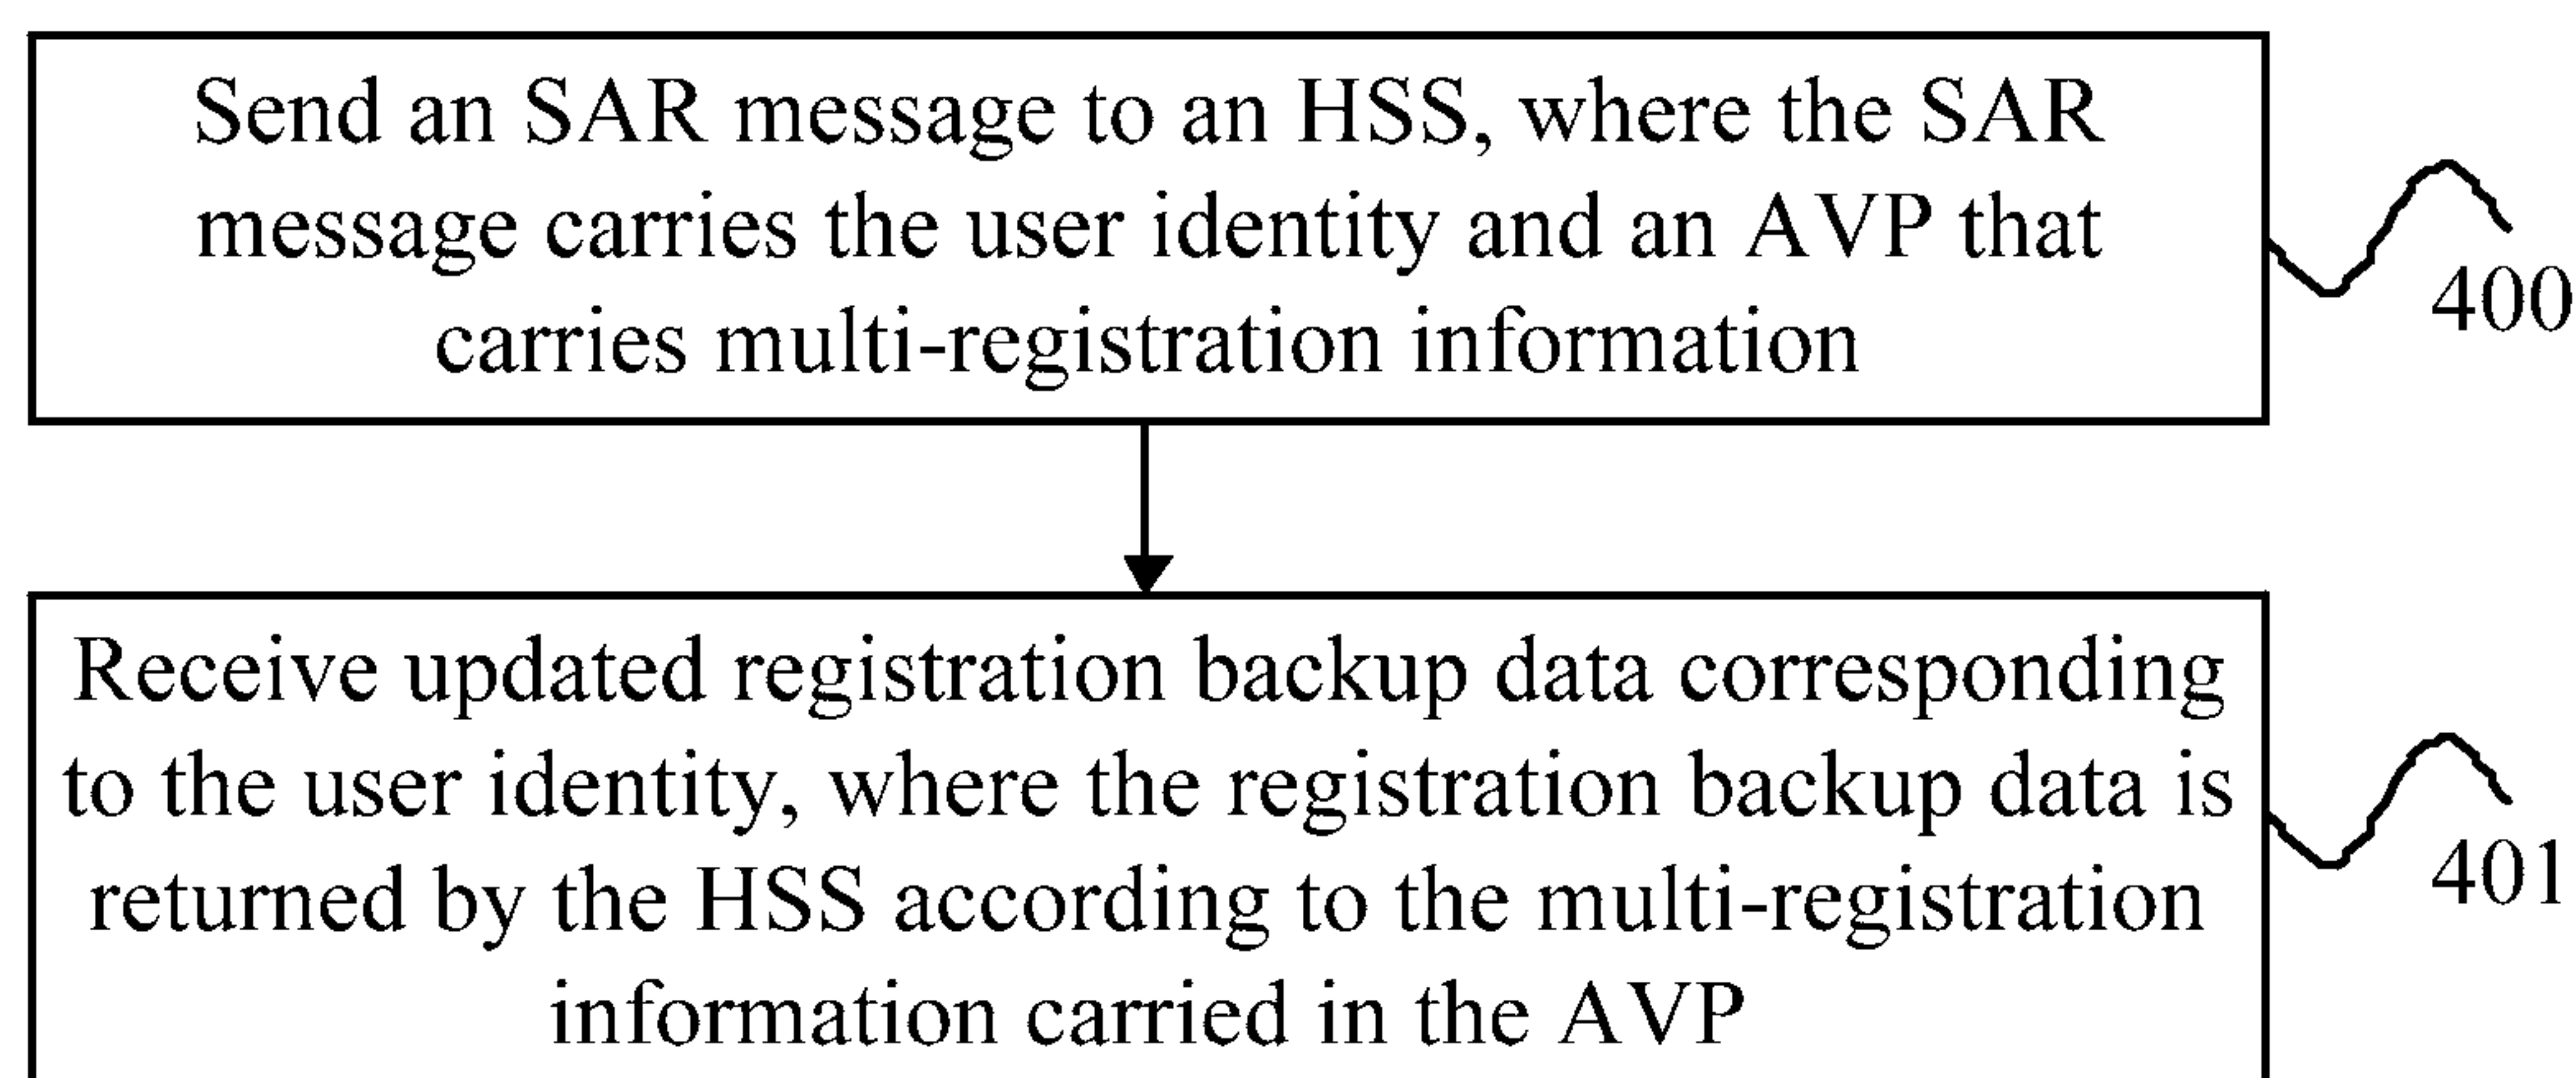 Send an SAR message to an HSS, where the SAR
message carries the user identity and an AVP that
carries multi-registration information
400
Receive updated registration backup data corresponding
to the user identity, where the registration backup data is
returned by the HSS according to the multi-registration
information carried in the AVP
401